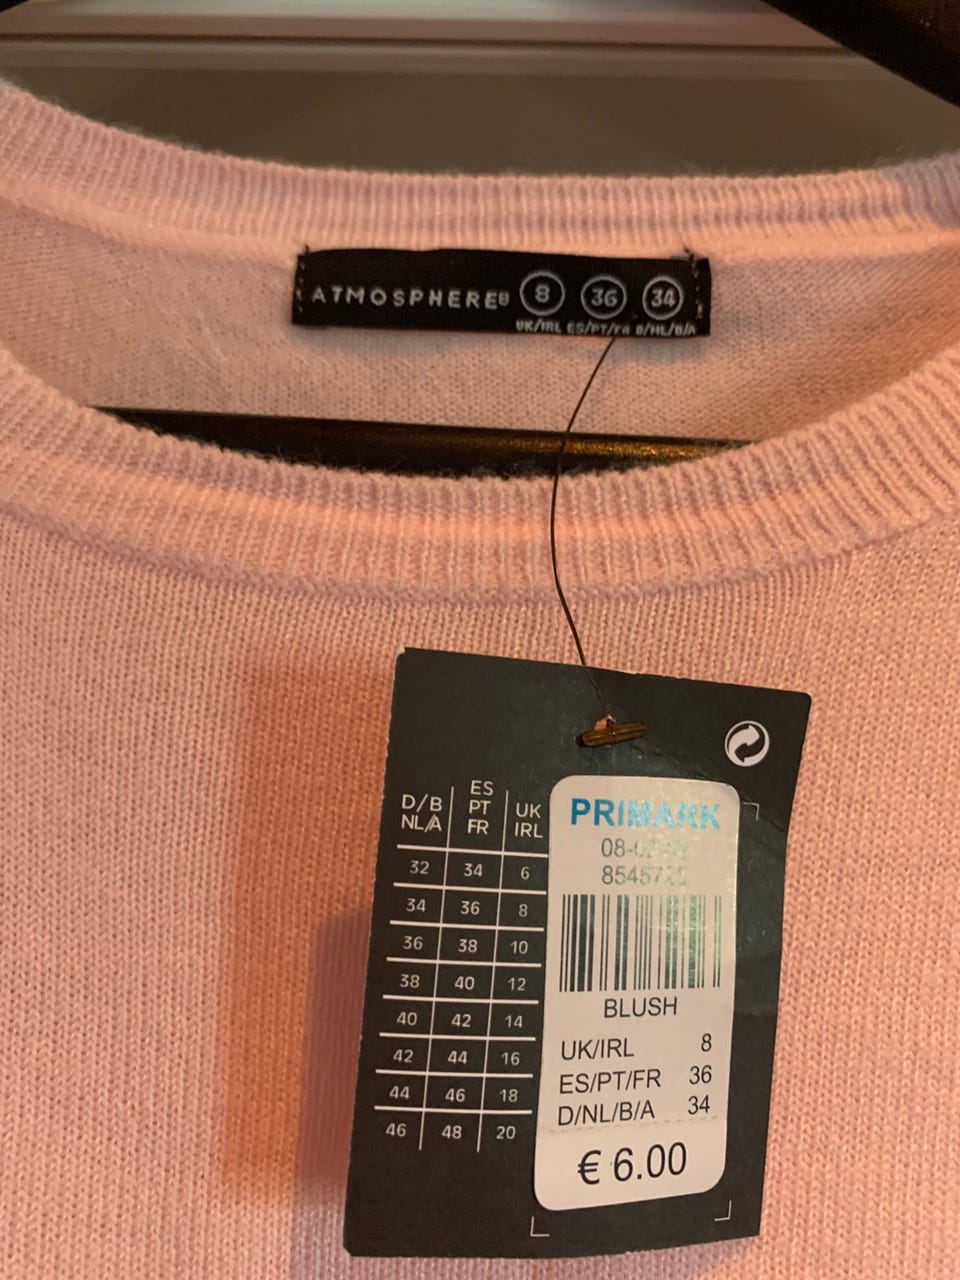 ATMOSPHERE
8 36 34
UK/IRL ES/PT/FR D/NL/B/A
D/B NL/A ES PT FR UK IRL
32 34 6
34 36 8
36 38 10
38 40 12
40 42 14
42 44 16
44 46 18
46 48 20
PRIMARK
BLUSH
UK/IRL 8
ES/PT/FR 36
D/NL/B/A 34
€ 6.00